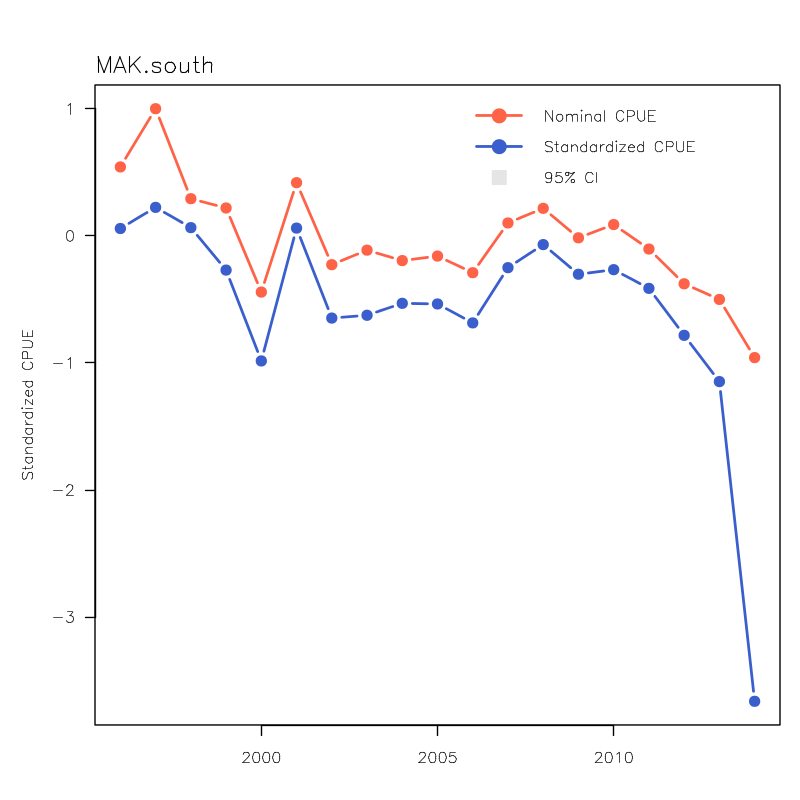 MAK.south
Nominal CPUE
Standardized CPUE
95% CI
1
0
-1
-2
-3
Standardized CPUE
2000
2005
2010